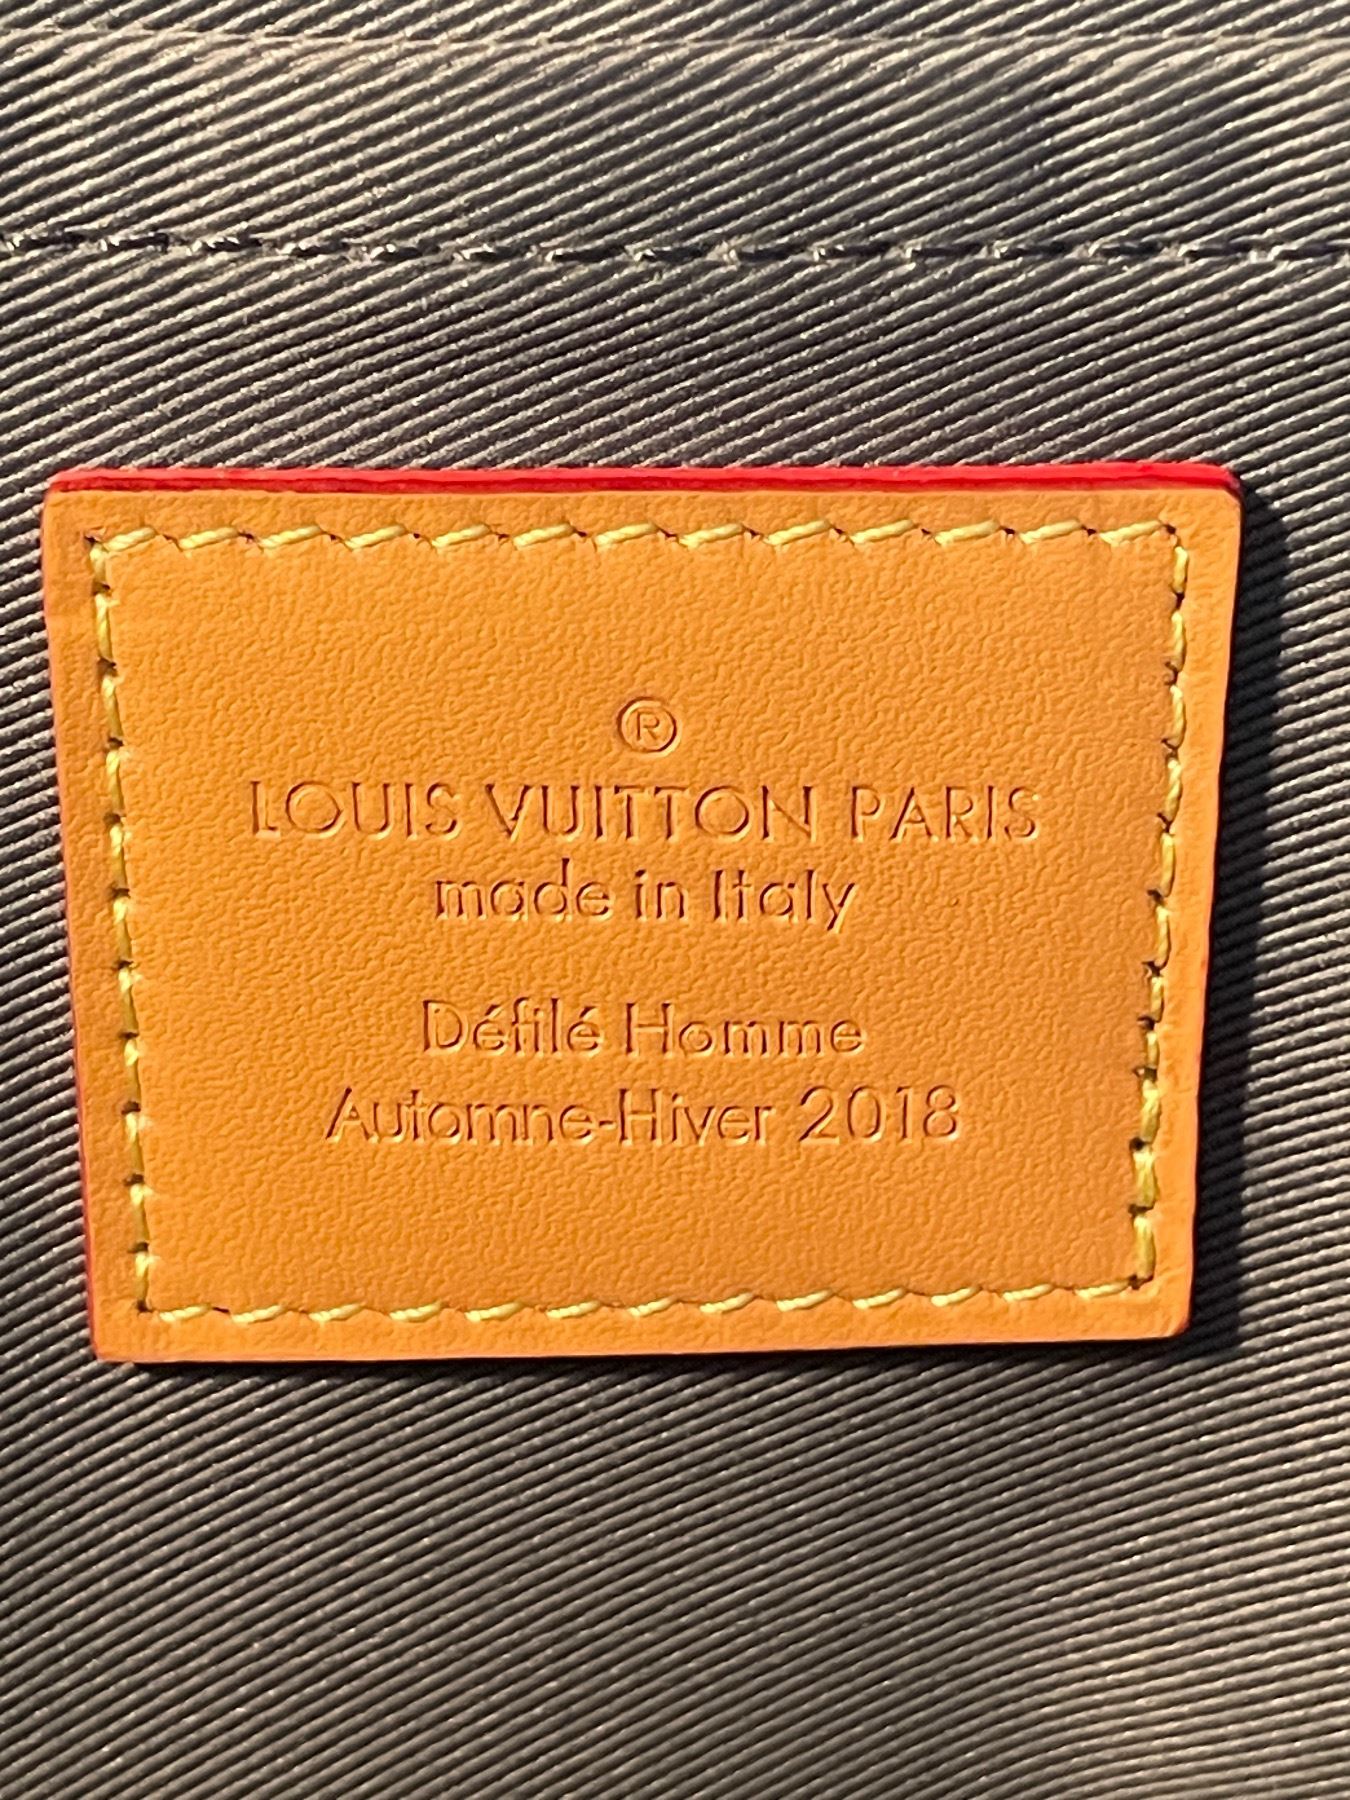 ®
LOUIS VUITTON PARIS
made in Italy
Défilé Homme
Automne-Hiver 2018